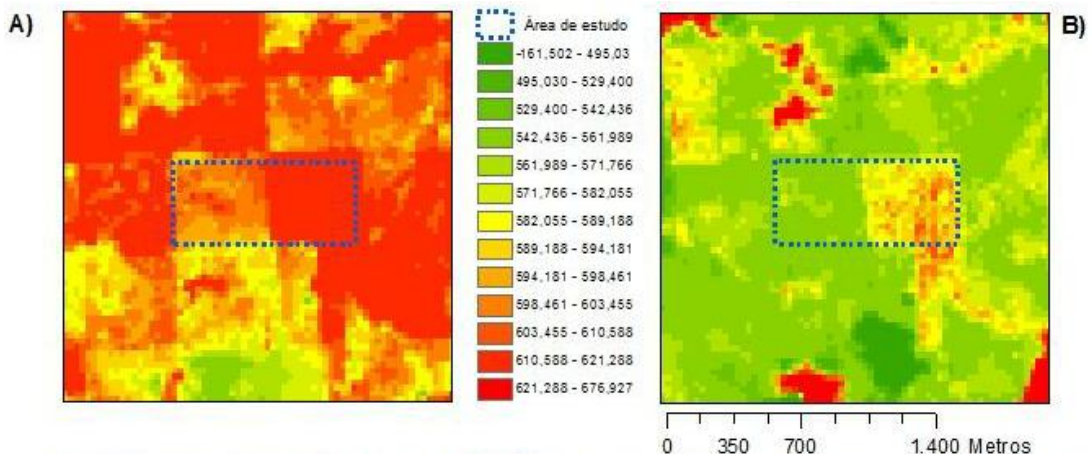 A)
Àrea de estudo
-161,502 - 495,03
495,030 - 529,400
529,400 - 542,436
542,436 - 561,989
561,989 - 571,766
571,766 - 582,055
582,055 - 589,188
589,188 - 594,181
594,181 - 598,461
598,461 - 603,455
603,455 - 610,588
610,588 - 621,288
621,288 - 676,927
B)
0 350 700 1.400 Metros